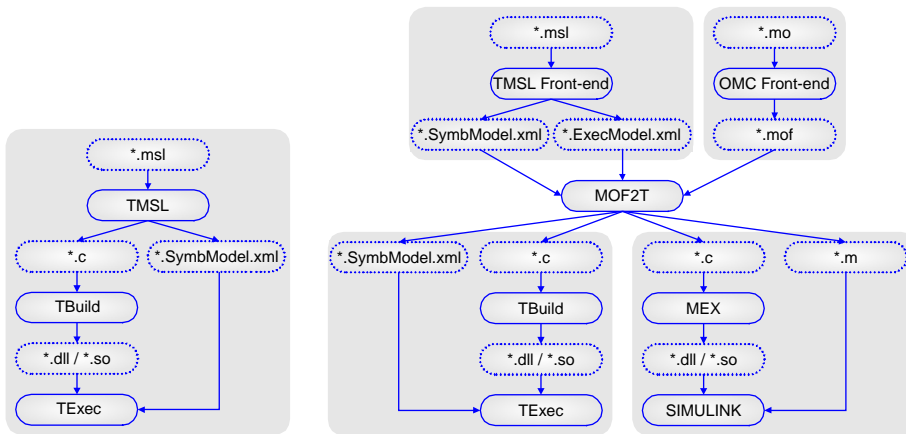 *.msl
TMSL
*.c
*.SymbModel.xml
TBuild
*.dll / *.so
TExec
*.msl
TMSL Front-end
*.SymbModel.xml
*.ExecModel.xml
*.mo
OMC Front-end
*.mof
MOF2T
*.SymbModel.xml
*.c
TBuild
*.dll / *.so
TExec
*.c
*.m
MEX
*.dll / *.so
SIMULINK